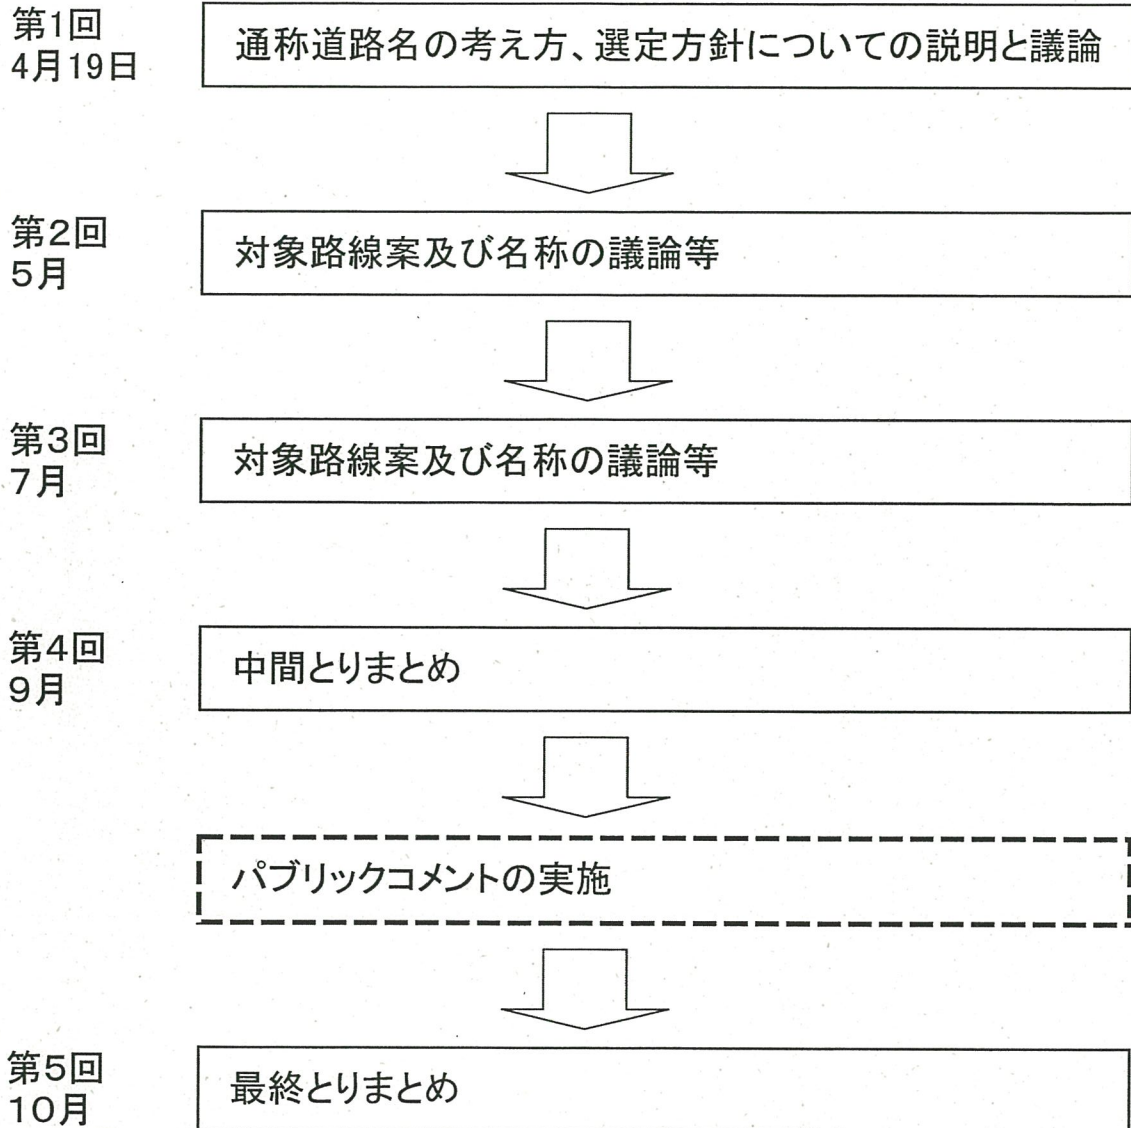 第1回
4月19日
通称道路名の考え方、選定方針についての説明と議論
第2回
5月
対象路線案及び名称の議論等
第3回
7月
対象路線案及び名称の議論等
第4回
9月
中間とりまとめ
パブリックコメントの実施
第5回
10月
最終とりまとめ